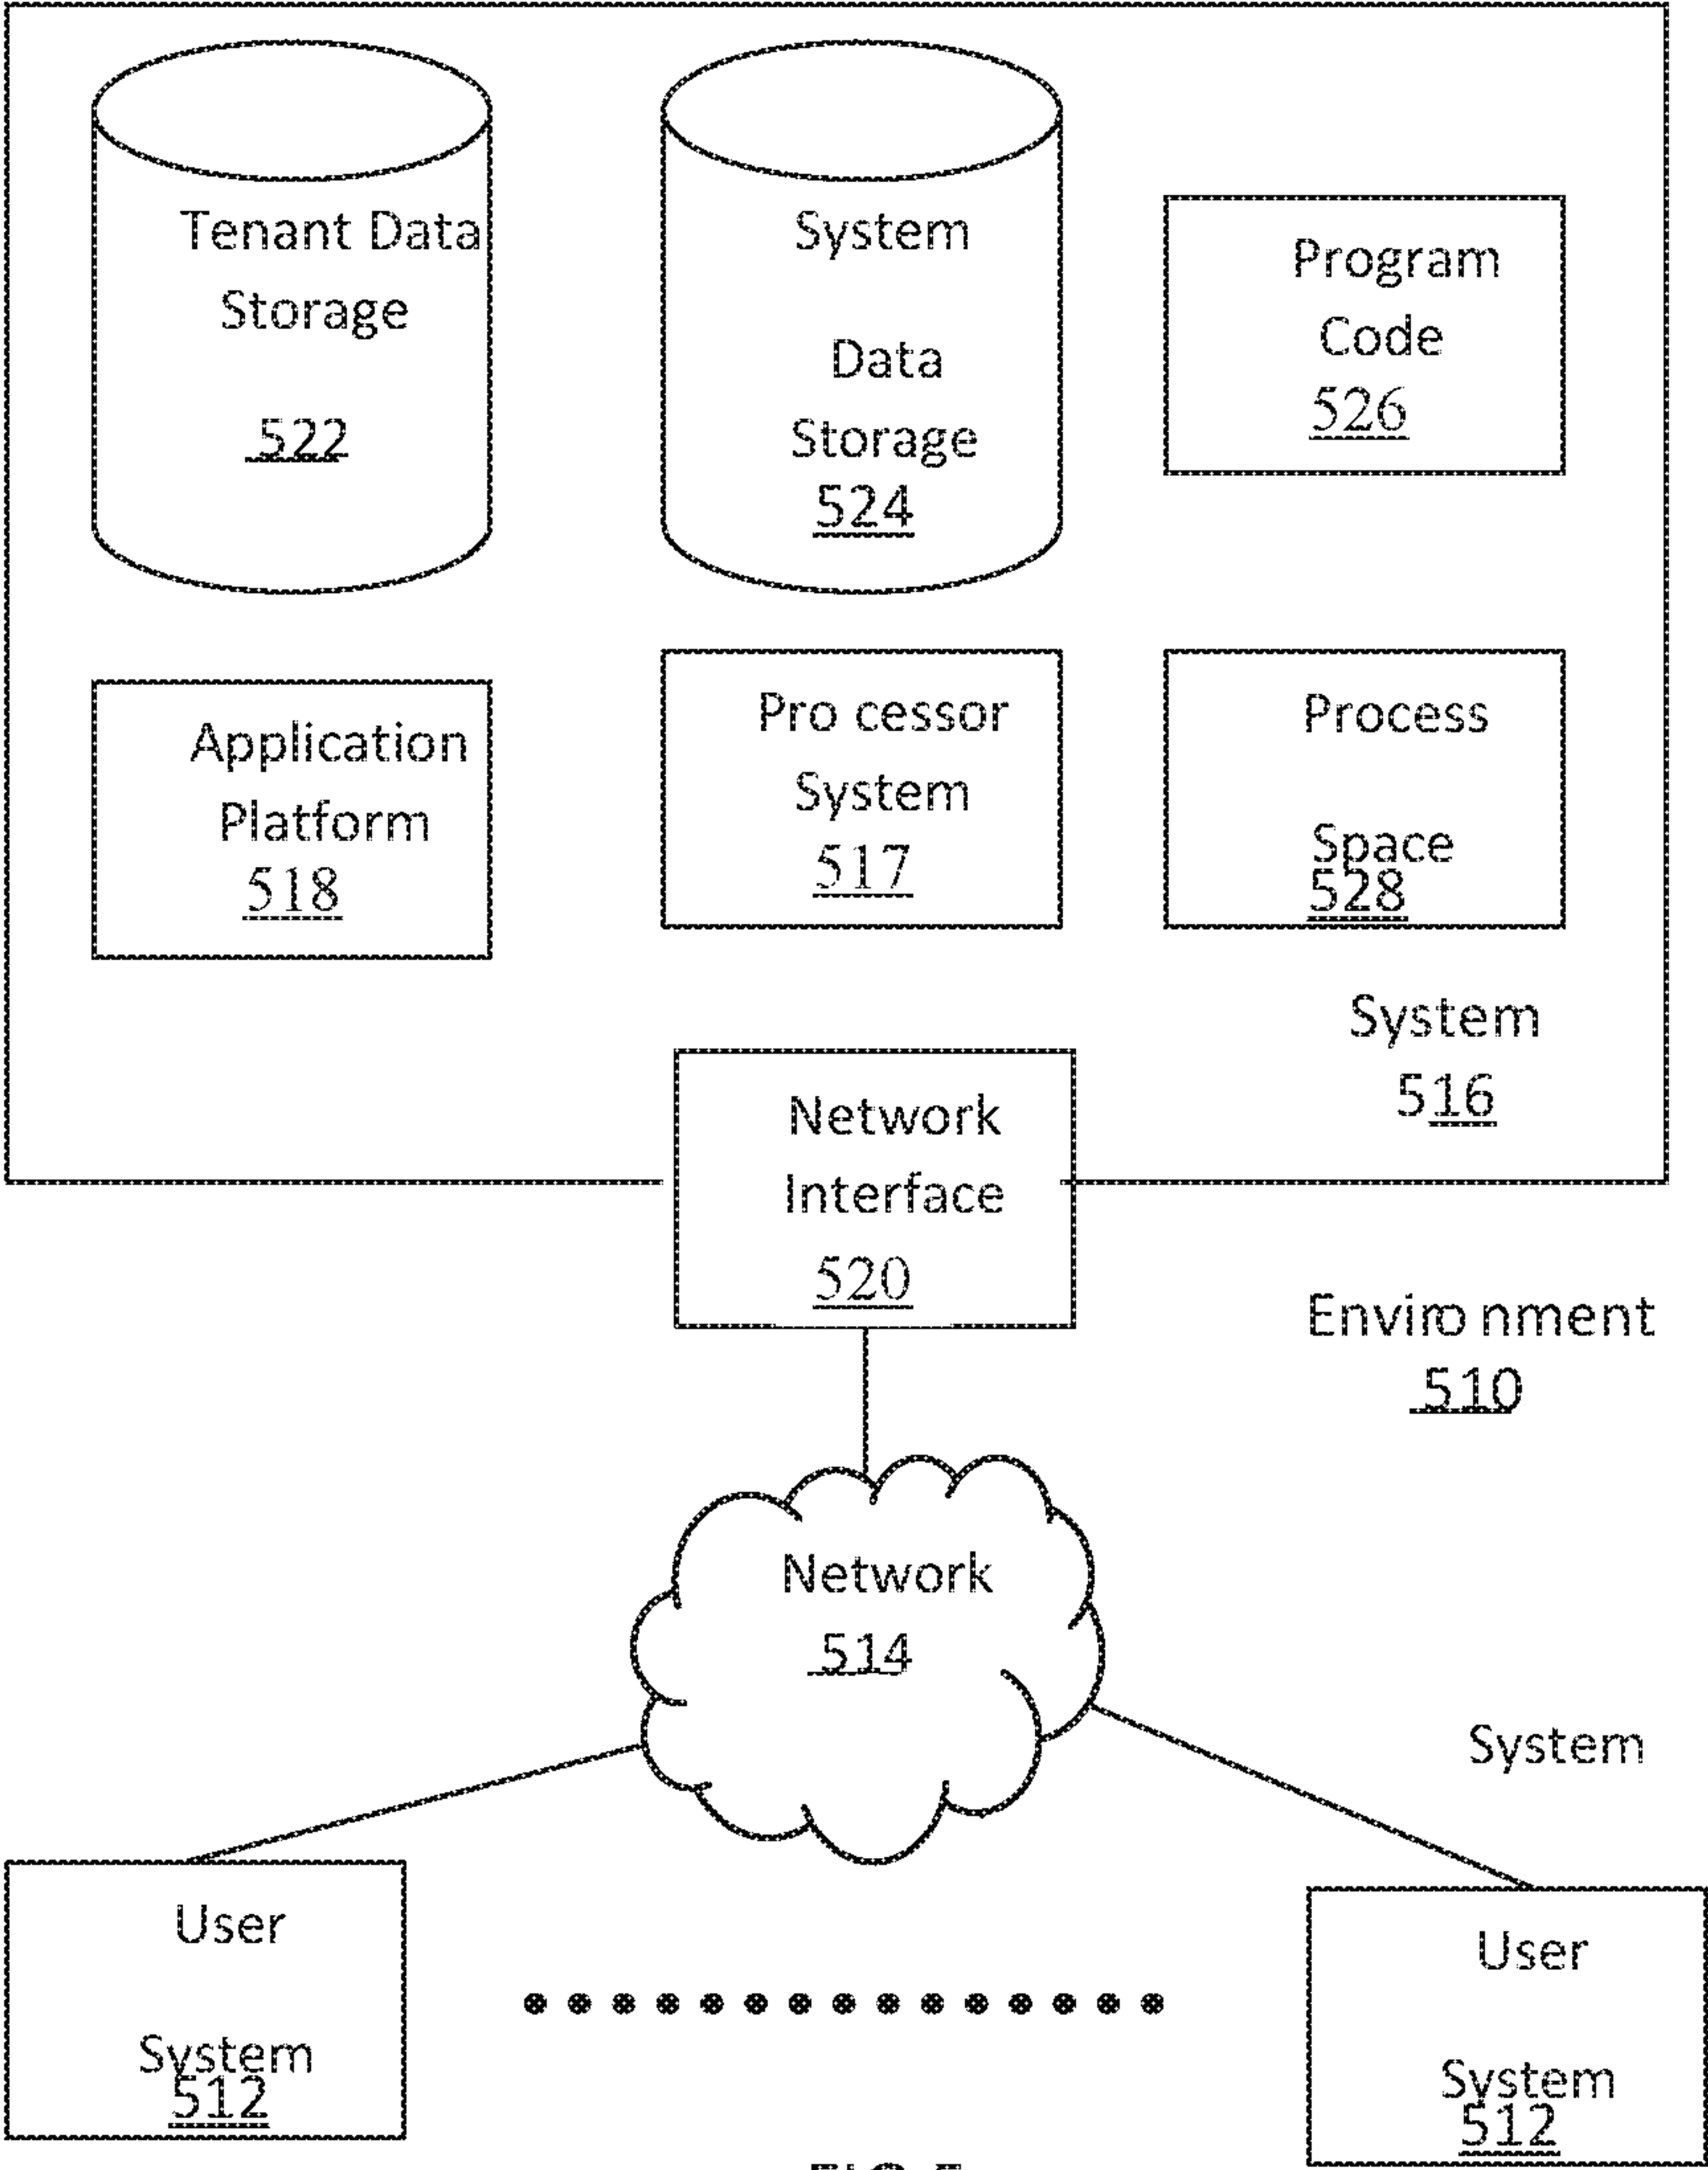 Tenant Data
Storage
522
System
Data
Storage
524
Program
Code
526
Application
Platform
518
Pro cessor
System
517
Process
Space
528
System
516
Network
Interface
520
Enviro nment
510
Network
514
System
User
System
512
User
System
512